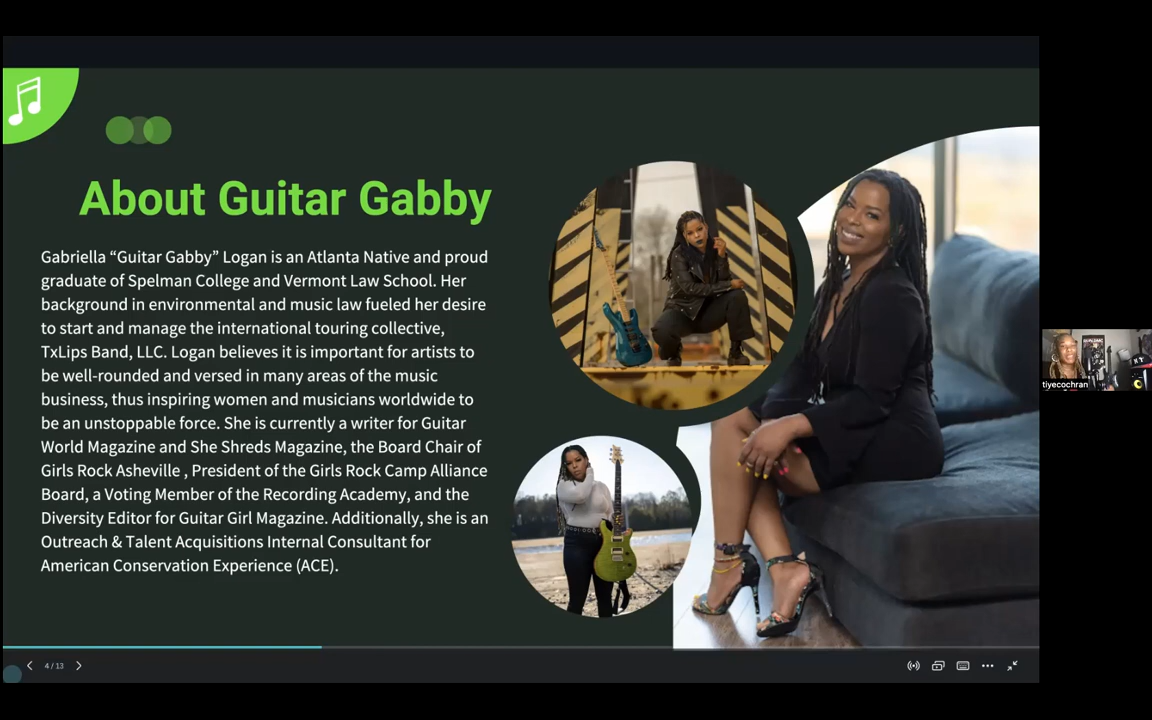 About Guitar Gabby
Gabriella “Guitar Gabby” Logan is an Atlanta Native and proud
graduate of Spelman College and Vermont Law School. Her
background in environmental and music law fueled her desire
to start and manage the international touring collective,
TxLips Band, LLC. Logan believes it is important for artists to
be well-rounded and versed in many areas of the music
business, thus inspiring women and musicians worldwide to
be an unstoppable force. She is currently a writer for Guitar
World Magazine and She Shreds Magazine, the Board Chair of
Girls Rock Asheville , President of the Girls Rock Camp Alliance
Board, a Voting Member of the Recording Academy, and the
Diversity Editor for Guitar Girl Magazine. Additionally, she is an
Outreach & Talent Acquisitions Internal Consultant for
American Conservation Experience (ACE).
tiyecochran
4 / 13